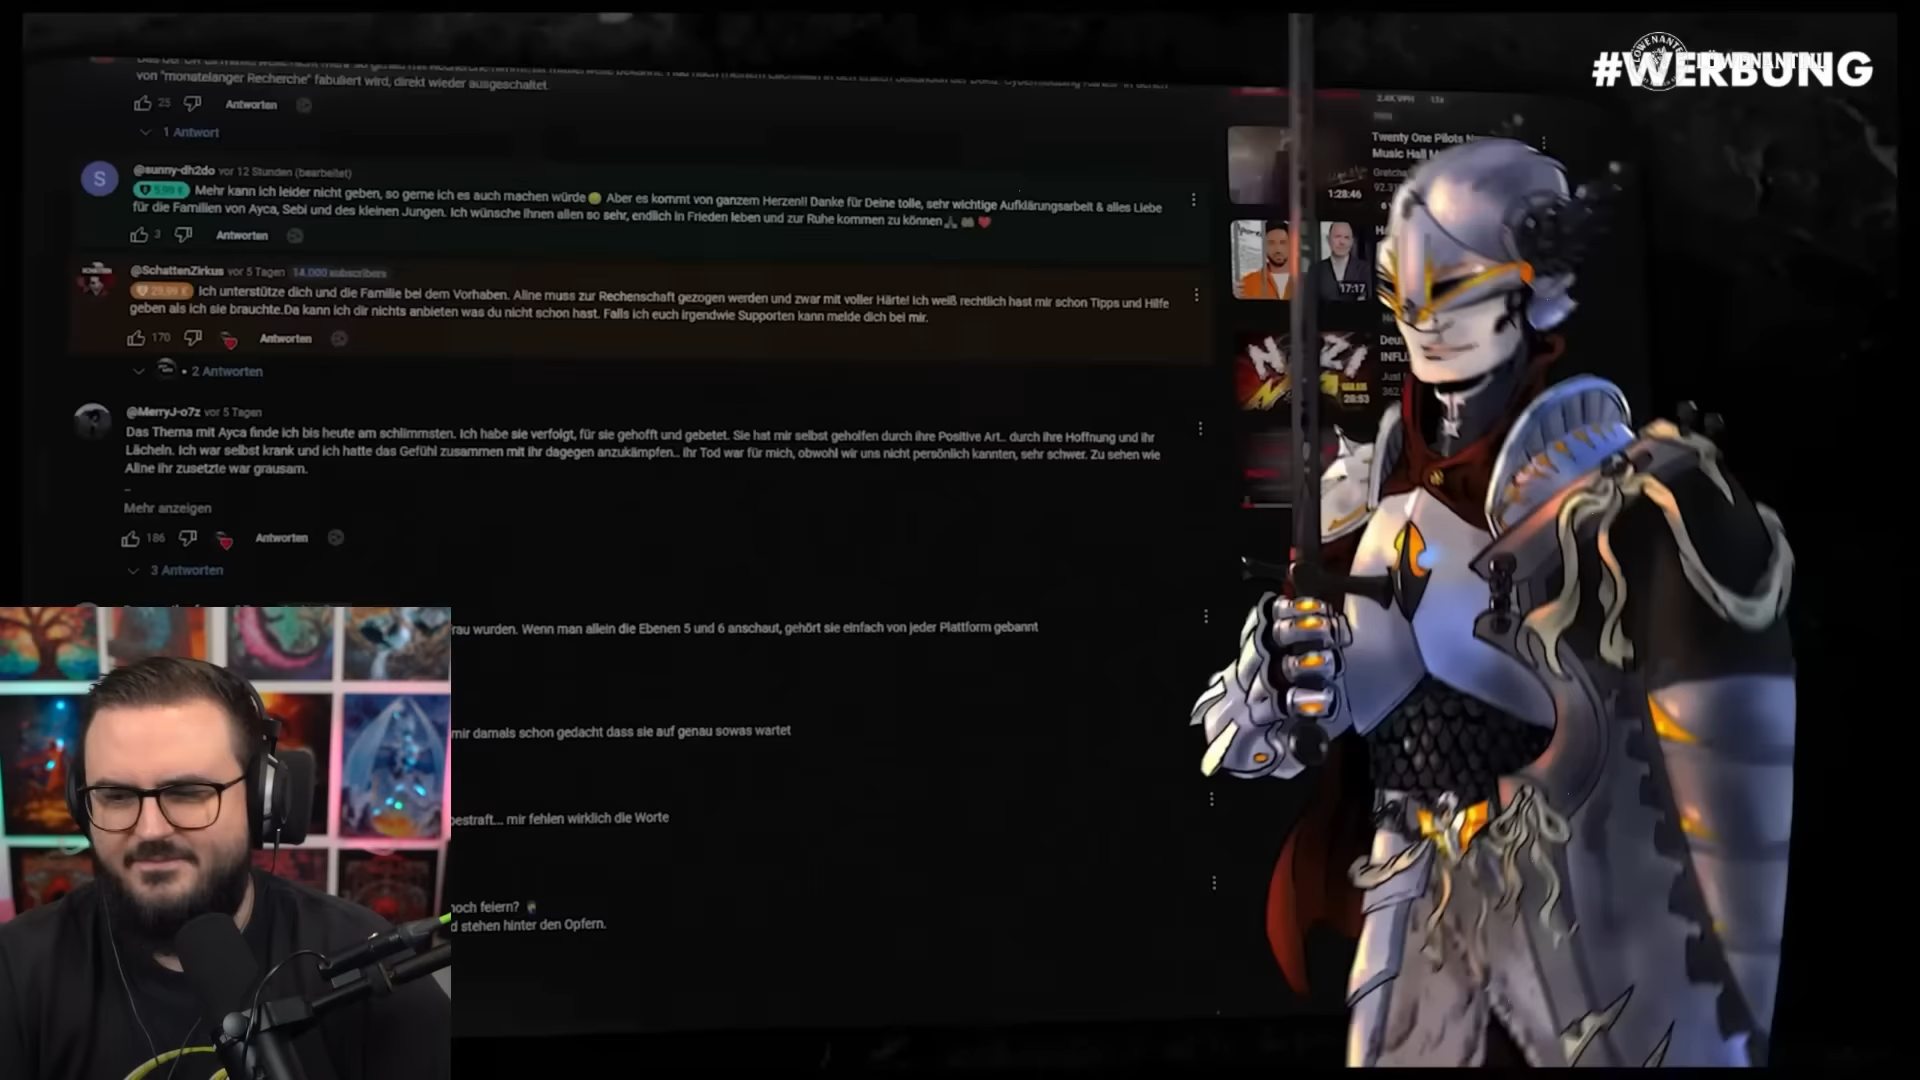 #WERBUNG
von "monatelanger Recherche" fabuliert wird, direkt wieder ausgeschaltet.
25 Antworten
1 Antwort
S
@sunny-dh2do vor 12 Stunden (bearbeitet)
5,99 € Mehr kann ich leider nicht geben, so gerne ich es auch machen würde Aber es kommt von ganzem Herzen!! Danke für Deine tolle, sehr wichtige Aufklärungsarbeit & alles Liebe
für die Familien von Ayca, Sebi und des kleinen Jungen. Ich wünsche Ihnen allen so sehr, endlich in Frieden leben und zur Ruhe kommen zu können
3 Antworten
@SchattenZirkus vor 5 Tagen 14.000 subscribers
29,99 € Ich unterstütze dich und die Familie bei dem Vorhaben. Aline muss zur Rechenschaft gezogen werden und zwar mit voller Härte! Ich weiß rechtlich hast mir schon Tipps und Hilfe
geben als ich sie brauchte.Da kann ich dir nichts anbieten was du nicht schon hast. Falls ich euch irgendwie Supporten kann melde dich bei mir.
170 Antworten
2 Antworten
@MerryJ-o7z vor 5 Tagen
Das Thema mit Ayca finde ich bis heute am schlimmsten. Ich habe sie verfolgt, für sie gehofft und gebetet. Sie hat mir selbst geholfen durch ihre Positive Art.. durch ihre Hoffnung und ihr
Lächeln. Ich war selbst krank und ich hatte das Gefühl zusammen mit ihr dagegen anzukämpfen.. ihr Tod war für mich, obwohl wir uns nicht persönlich kannten, sehr schwer. Zu sehen wie
Aline ihr zusetzte war grausam.
Mehr anzeigen
186 Antworten
3 Antworten
rau wurden. Wenn man allein die Ebenen 5 und 6 anschaut, gehört sie einfach von jeder Plattform gebannt
mir damals schon gedacht dass sie auf genau sowas wartet
bestraft... mir fehlen wirklich die Worte
noch feiern?
d stehen hinter den Opfern.
2.4K VPH
Twenty One Pilots
Music Hall
1:28:46
17:17
NAZI
28:53